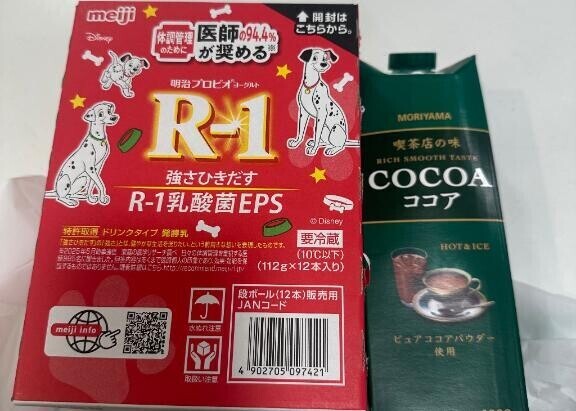 meiji
Disney
体調管理のために
医師の94.4%が奨める※
開封はこちらから。
明治プロビオヨーグルト
R-1
強さひきだす
R-1乳酸菌EPS
© Disney
特許取得 ドリンクタイプ 発酵乳
要冷蔵
(10℃以下)
(112g×12本入り)
meiji info
水ぬれ注意
取扱い注意
段ボール(12本)販売用
JANコード
4 902705 097421
MORIYAMA
喫茶店の味
RICH SMOOTH TASTE
COCOA
ココア
HOT&ICE
ピュアココアパウダー
使用